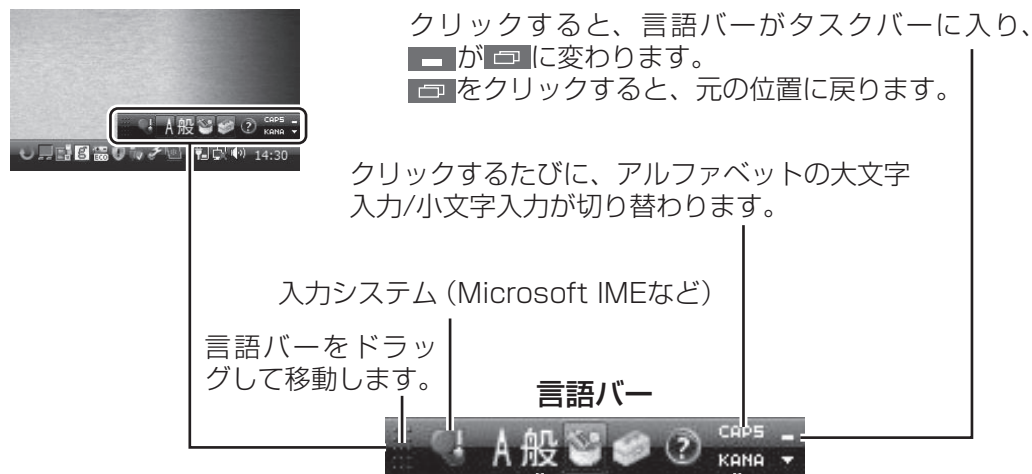 クリックすると、言語バーがタスクバーに入り、
が に変わります。
をクリックすると、元の位置に戻ります。
A 般 ? CAPS KANA
14:30
クリックするたびに、アルファベットの大文字
入力/小文字入力が切り替わります。
入力システム（Microsoft IMEなど）
言語バーをドラッ
グして移動します。
言語バー
A 般 ? CAPS
KANA